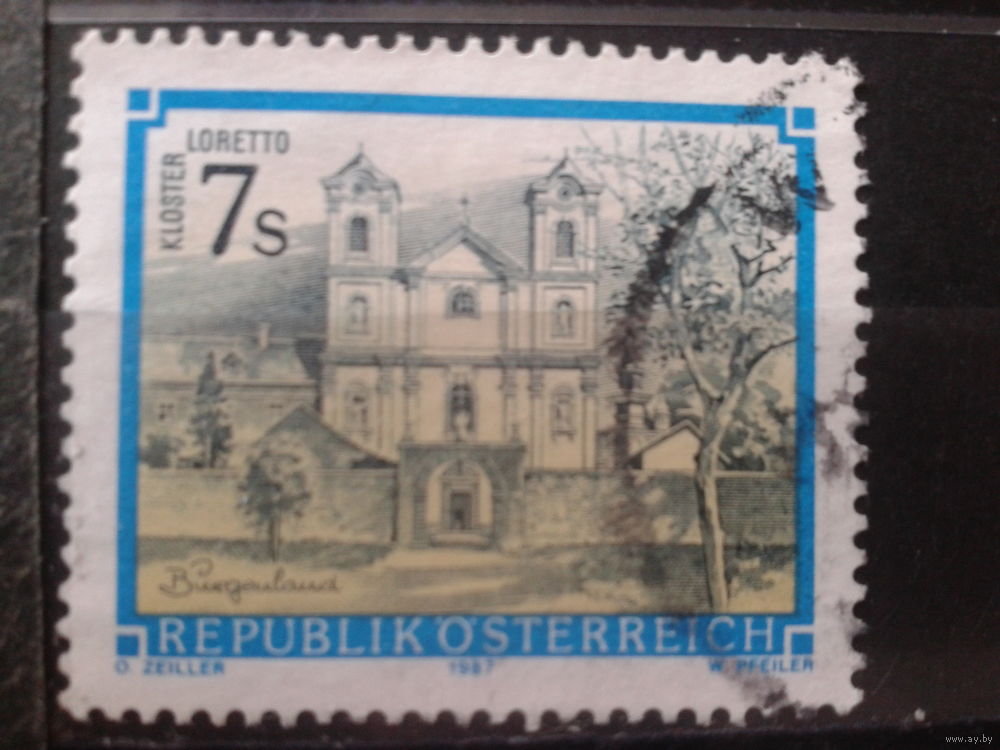 KLOSTER
LORETTO
7s
Burgenland
REPUBLIK ÖSTERREICH
O. ZEILLER 1987 W. PFEILER
www.ay.by